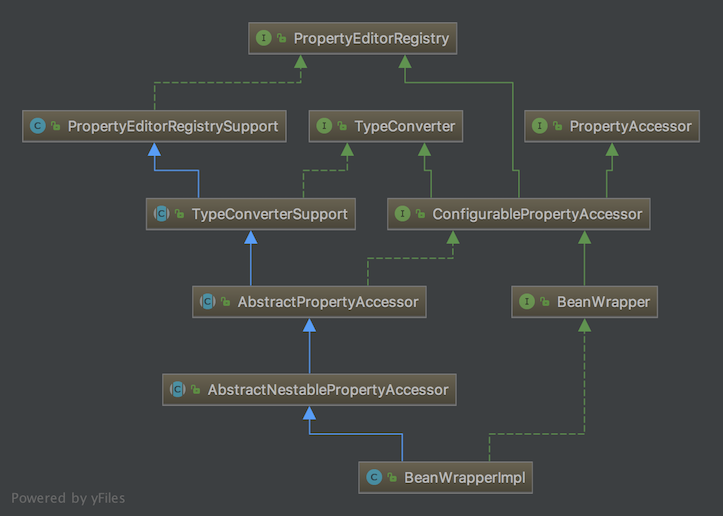 PropertyEditorRegistry
PropertyEditorRegistrySupport
TypeConverter
PropertyAccessor
TypeConverterSupport
ConfigurablePropertyAccessor
AbstractPropertyAccessor
BeanWrapper
AbstractNestablePropertyAccessor
BeanWrapperImpl
Powered by yFiles